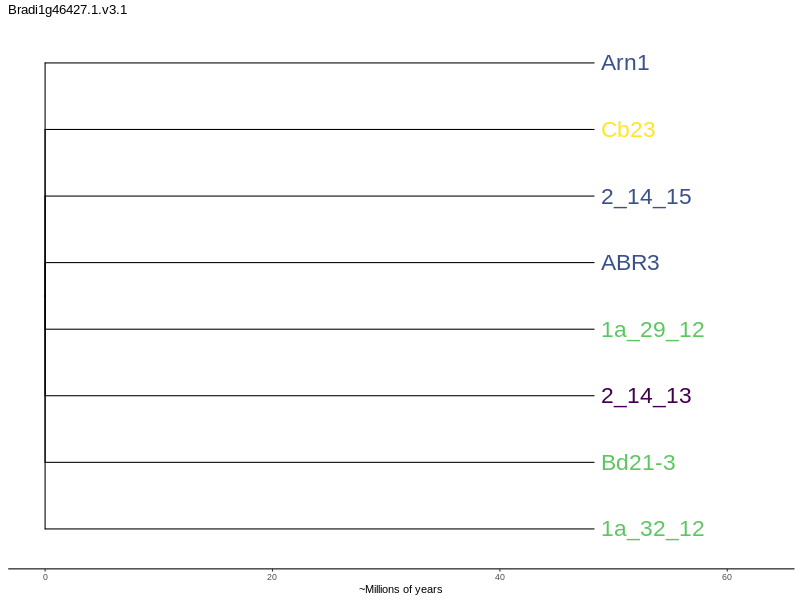 Bradi1g46427.1.v3.1
Arn1
Cb23
2_14_15
ABR3
1a_29_12
2_14_13
Bd21-3
1a_32_12
0 20 40 60
~Millions of years